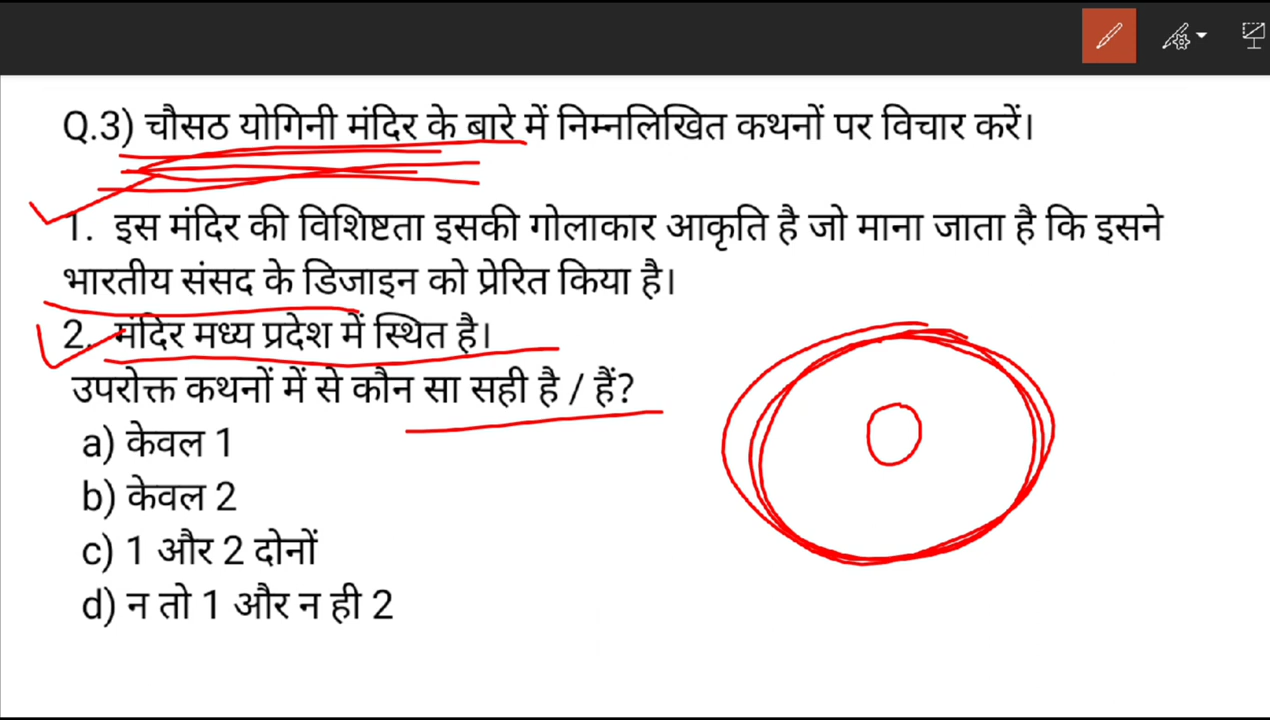 Q.3) चौसठ योगिनी मंदिर के बारे में निम्नलिखित कथनों पर विचार करें।
1. इस मंदिर की विशिष्टता इसकी गोलाकार आकृति है जो माना जाता है कि इसने
भारतीय संसद के डिजाइन को प्रेरित किया है।
2. मंदिर मध्य प्रदेश में स्थित है।
उपरोक्त कथनों में से कौन सा सही है / हैं?
a) केवल 1
b) केवल 2
c) 1 और 2 दोनों
d) न तो 1 और न ही 2